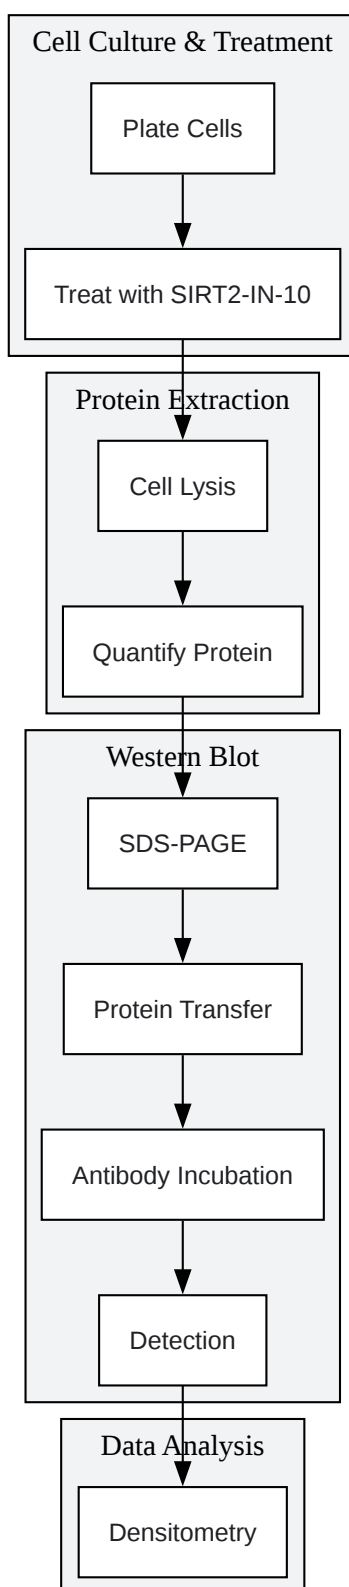 Cell Culture & Treatment
Plate Cells
Treat with SIRT2-IN-10
Protein Extraction
Cell Lysis
Quantify Protein
Western Blot
SDS-PAGE
Protein Transfer
Antibody Incubation
Detection
Data Analysis
Densitometry